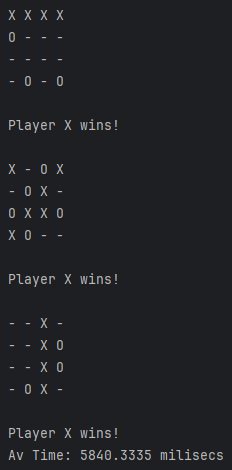 X X X X
O - - -
- - - -
- O - O
Player X wins!
X - O X
- O X -
O X X O
X O - -
Player X wins!
- - X -
- - X O
- - X O
- O X -
Player X wins!
Av Time: 5840.3335 milisecs